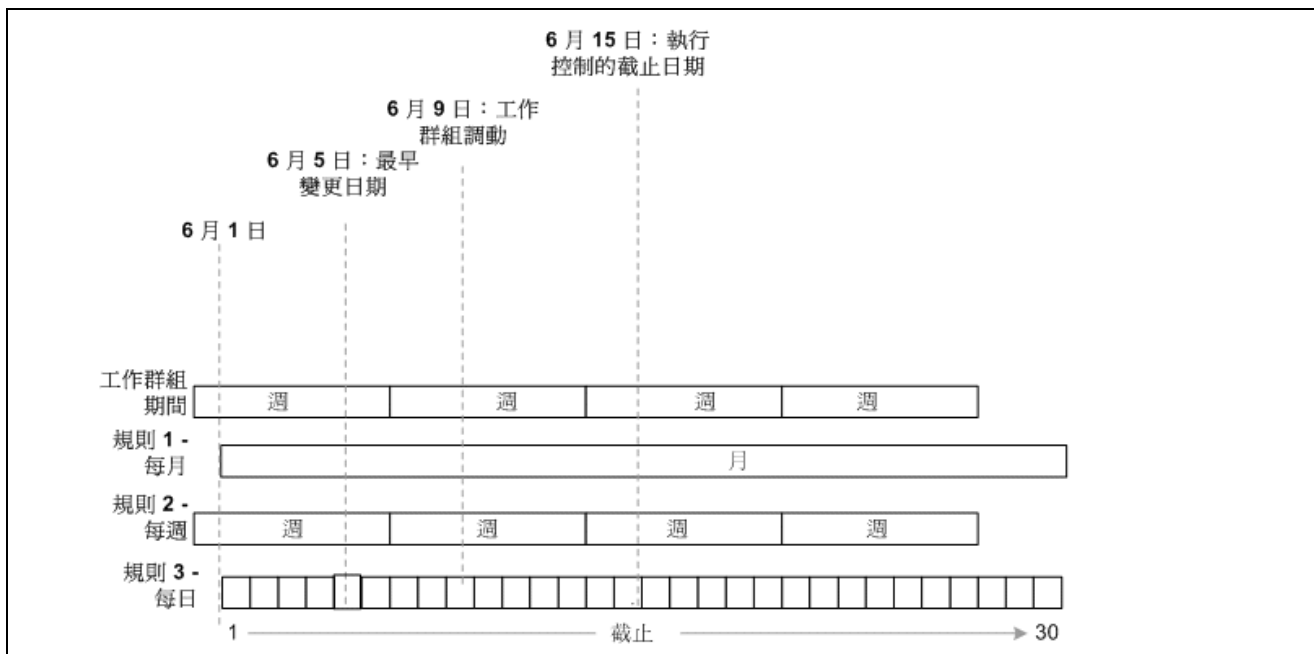 6 月 15 日：執行
控制的截止日期
6 月 9 日：工作
群組調動
6 月 5 日：最早
變更日期
6 月 1 日
工作群組
期間
週 週 週 週
規則 1 -
每月
月
規則 2 -
每週
週 週 週 週
規則 3 -
每日
1 截止 30